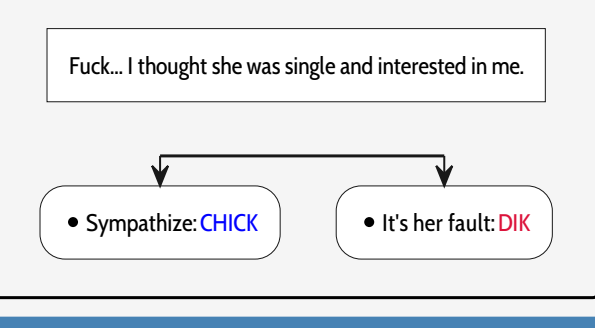 Fuck... I thought she was single and interested in me.
• Sympathize: CHICK
• It's her fault: DIK